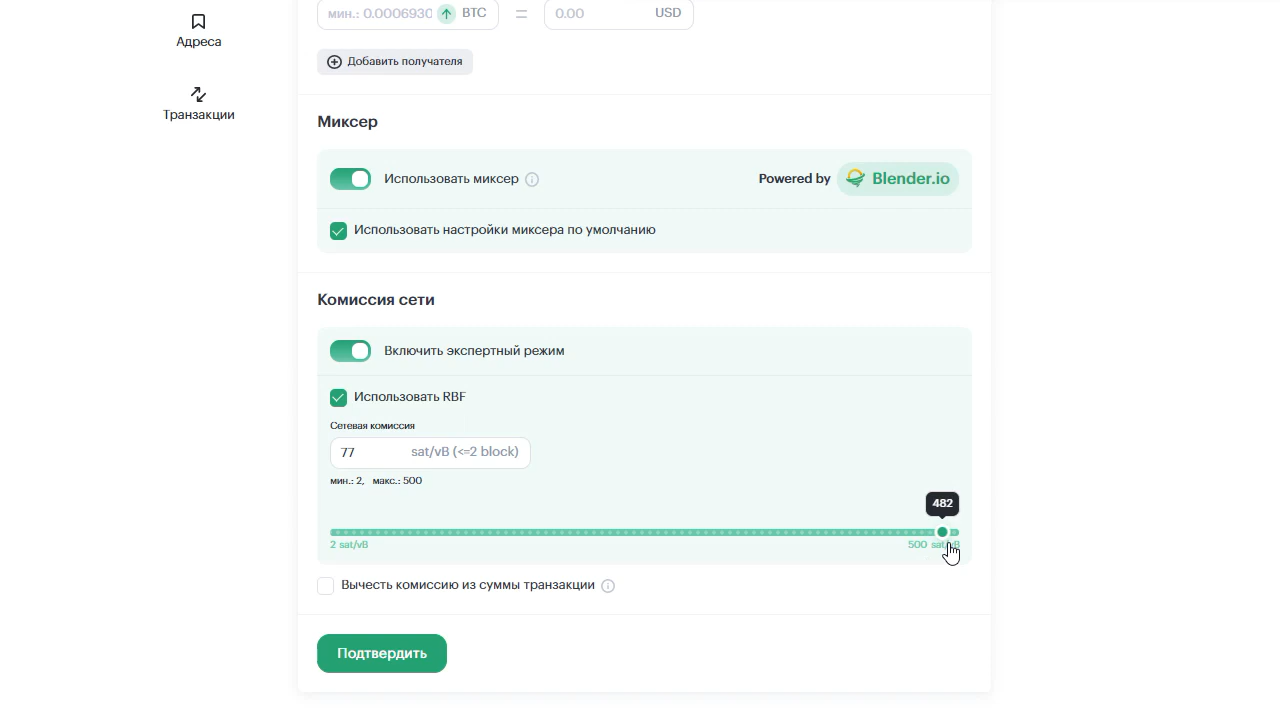 Адреса
Транзакции
мин.: 0.0006930 BTC = 0.00 USD
Добавить получателя
Миксер
Использовать миксер
Powered by Blender.io
Использовать настройки миксера по умолчанию
Комиссия сети
Включить экспертный режим
Использовать RBF
Сетевая комиссия
77 sat/vB (<=2 block)
мин.: 2, макс.: 500
482
2 sat/vB 500 sat/vB
Вычесть комиссию из суммы транзакции
Подтвердить